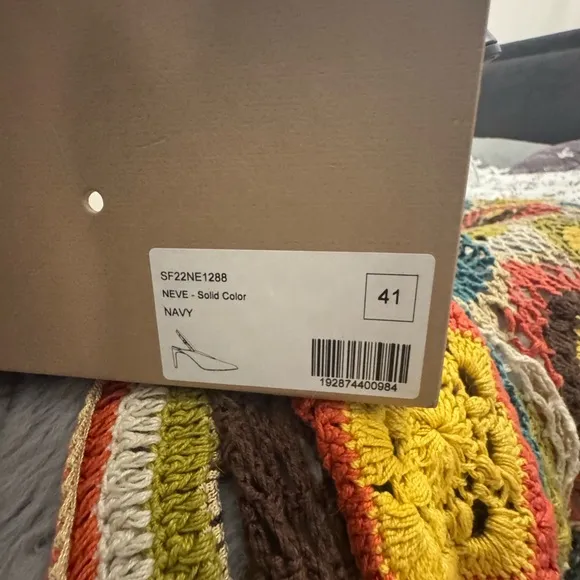 SF22NE1288
NEVE - Solid Color
NAVY
41
192874400984